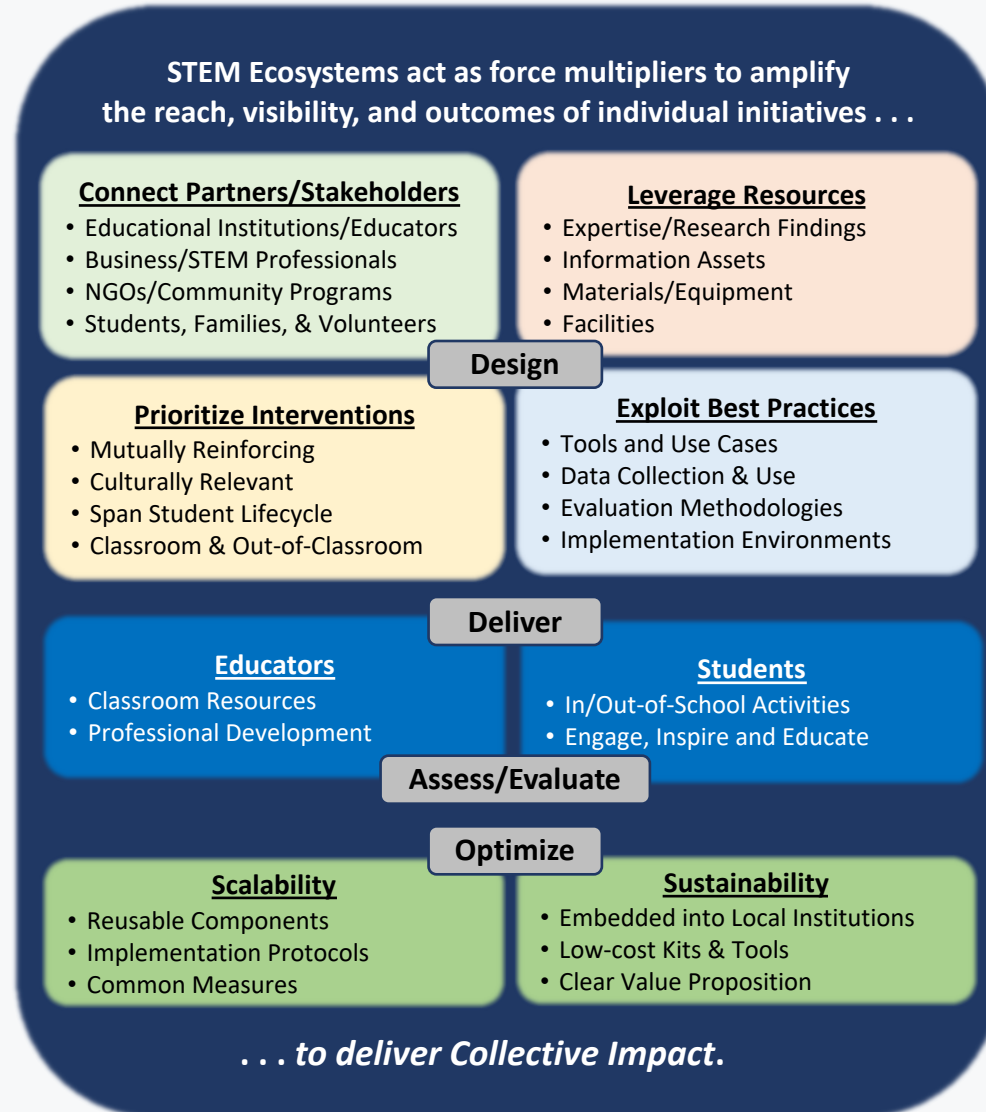 STEM Ecosystems act as force multipliers to amplify
the reach, visibility, and outcomes of individual initiatives . . .
Connect Partners/Stakeholders
• Educational Institutions/Educators
• Business/STEM Professionals
• NGOs/Community Programs
• Students, Families, & Volunteers
Leverage Resources
• Expertise/Research Findings
• Information Assets
• Materials/Equipment
• Facilities
Design
Prioritize Interventions
• Mutually Reinforcing
• Culturally Relevant
• Span Student Lifecycle
• Classroom & Out-of-Classroom
Exploit Best Practices
• Tools and Use Cases
• Data Collection & Use
• Evaluation Methodologies
• Implementation Environments
Deliver
Educators
• Classroom Resources
• Professional Development
Students
• In/Out-of-School Activities
• Engage, Inspire and Educate
Assess/Evaluate
Optimize
Scalability
• Reusable Components
• Implementation Protocols
• Common Measures
Sustainability
• Embedded into Local Institutions
• Low-cost Kits & Tools
• Clear Value Proposition
. . . to deliver Collective Impact.